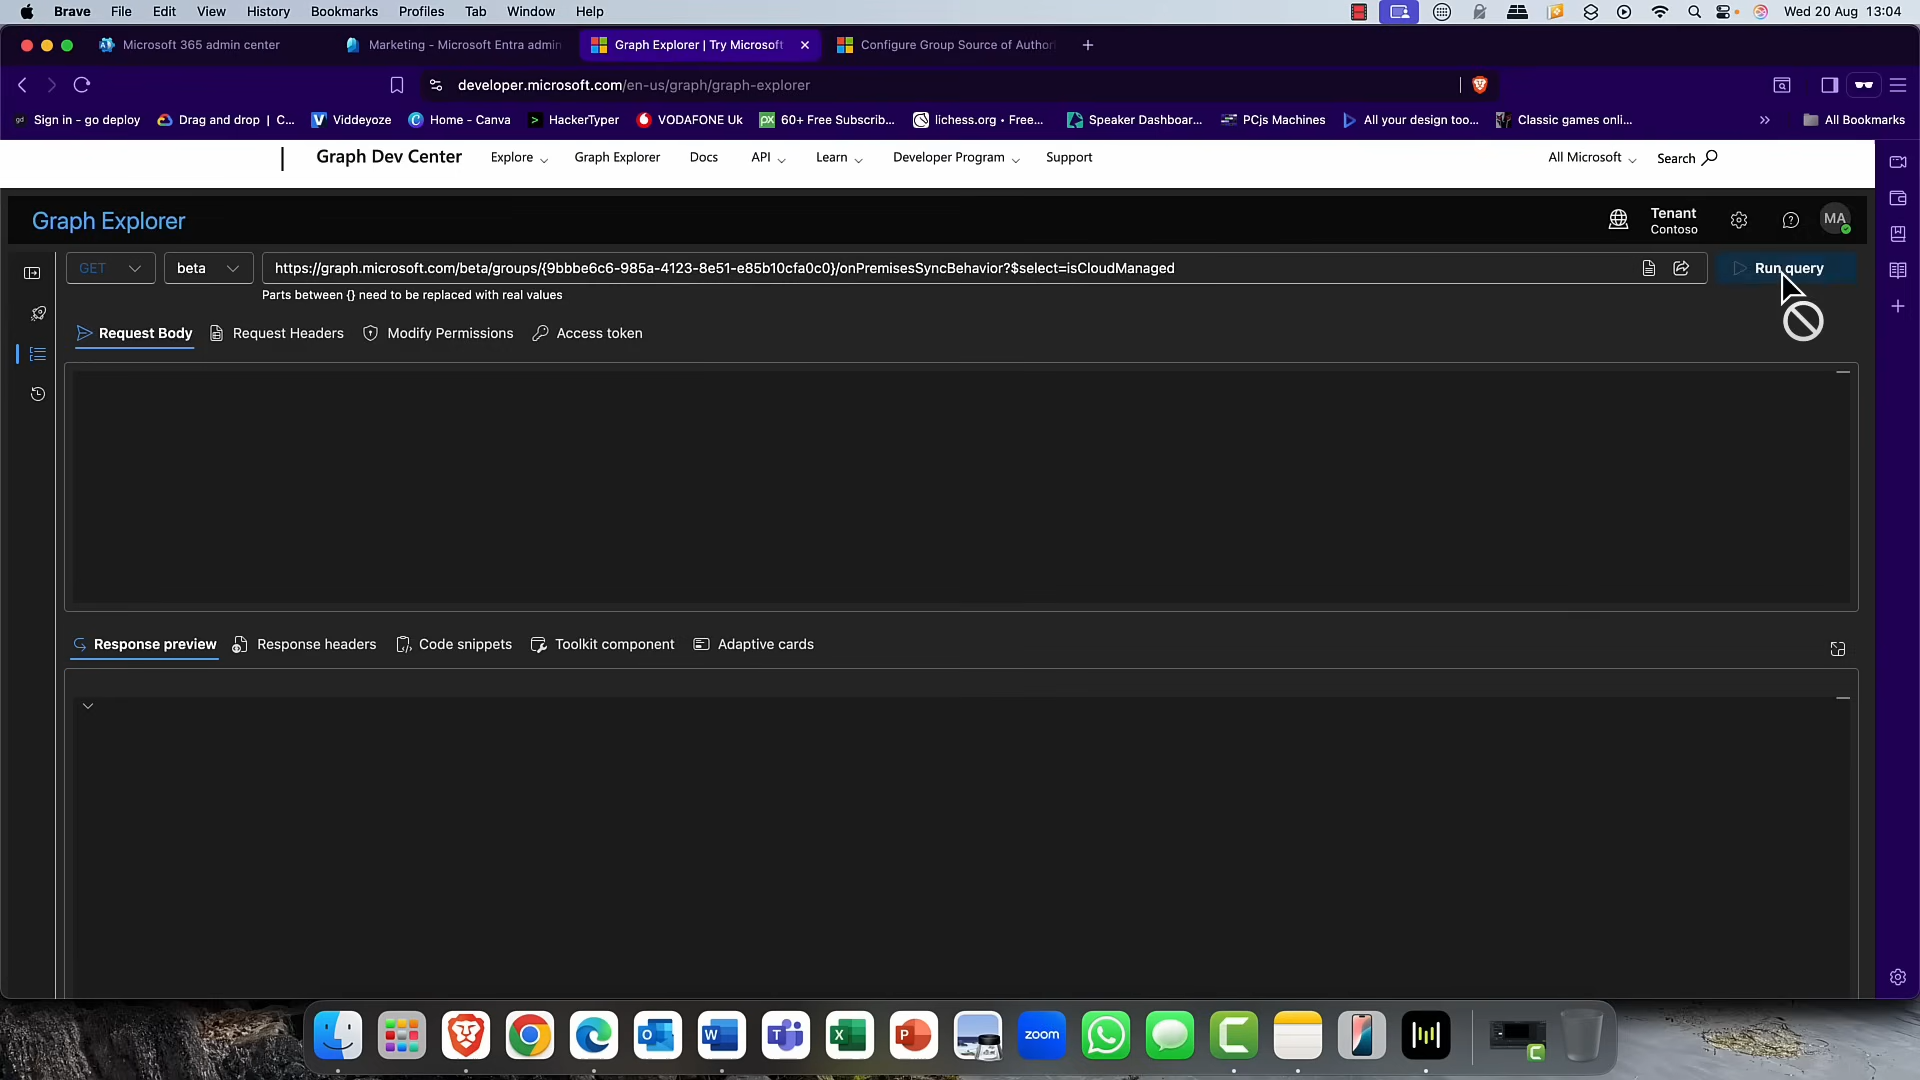 Brave File Edit View History Bookmarks Profiles Tab Window Help Wed 20 Aug 13:04
Microsoft 365 admin center Marketing - Microsoft Entra admin Graph Explorer | Try Microsoft Configure Group Source of Author
developer.microsoft.com/en-us/graph/graph-explorer
Sign in - go deploy Drag and drop | C... Viddeyoze Home - Canva HackerTyper VODAFONE Uk 60+ Free Subscrib... lichess.org • Free... Speaker Dashboar... PCjs Machines All your design too... Classic games onli... All Bookmarks
Graph Dev Center Explore Graph Explorer Docs API Learn Developer Program Support All Microsoft Search
Graph Explorer Tenant MA
Contoso
GET beta https://graph.microsoft.com/beta/groups/{9bbbe6c6-985a-4123-8e51-e85b10cfa0c0}/onPremisesSyncBehavior?$select=isCloudManaged Run query
Parts between {} need to be replaced with real values
Request Body Request Headers Modify Permissions Access token
Response preview Response headers Code snippets Toolkit component Adaptive cards
zoom